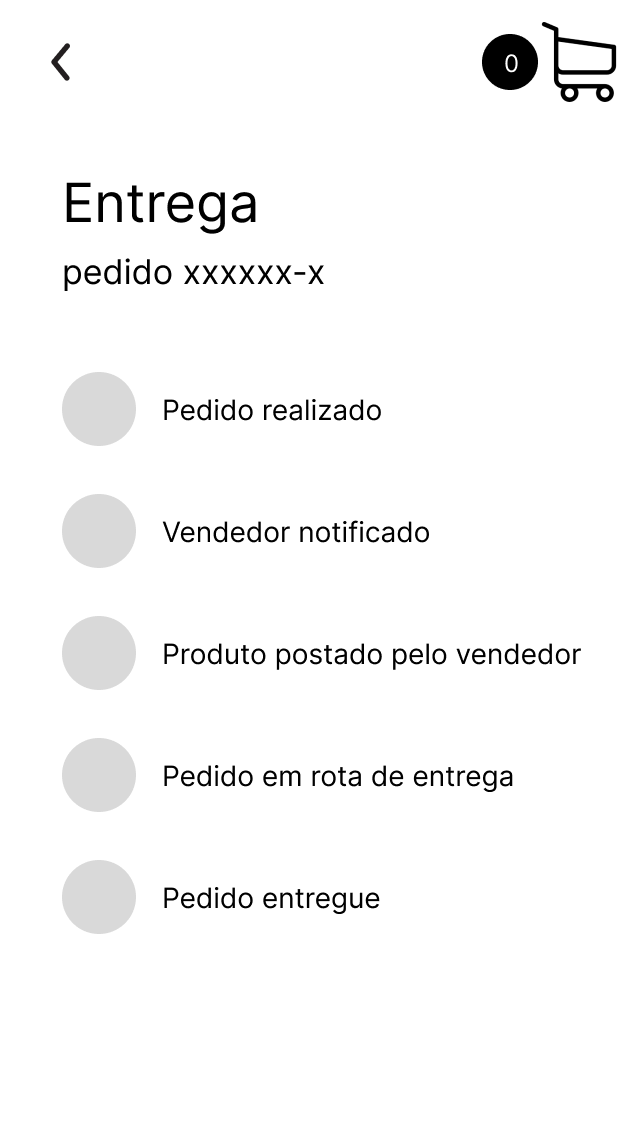 0
Entrega
pedido xxxxxx-x
Pedido realizado
Vendedor notificado
Produto postado pelo vendedor
Pedido em rota de entrega
Pedido entregue